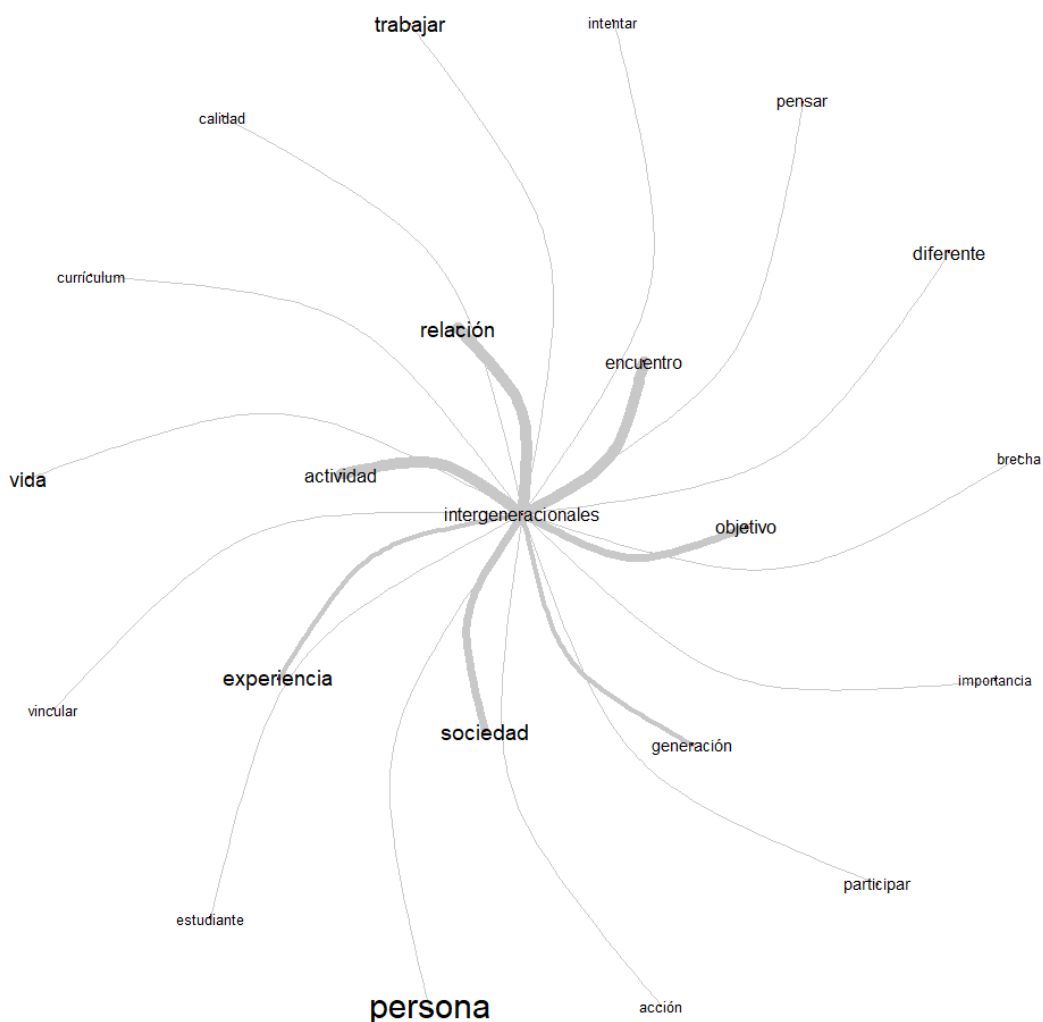 trabajar
intentar
pensar
calidad
diferente
currículum
relación
encuentro
brecha
vida
actividad
intergeneracionales
objetivo
experiencia
importancia
vincular
sociedad
generación
participar
estudiante
persona
acción